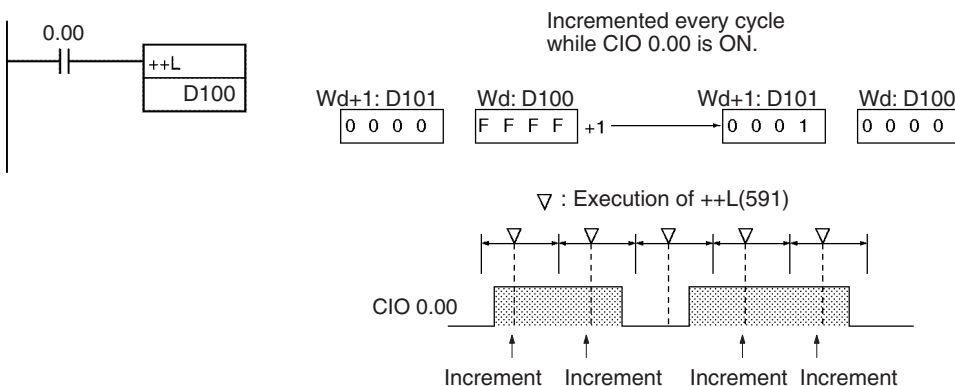 0.00
++L
D100
Incremented every cycle
while CIO 0.00 is ON.
Wd+1: D101 Wd: D100 Wd+1: D101 Wd: D100
0 0 0 0 F F F F +1 0 0 0 1 0 0 0 0
▽ : Execution of ++L(591)
CIO 0.00
Increment Increment Increment Increment